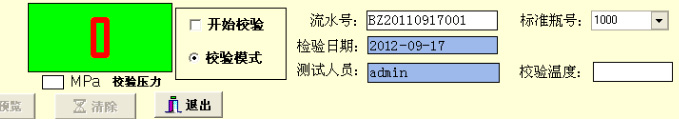 0
开始校验
流水号: BZ20110917001
标准瓶号: 1000
校验模式
检验日期: 2012-09-17
测试人员: admin
校验温度:
MPa 校验压力
预览
清除
退出